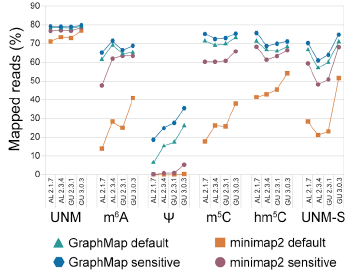 Mapped reads (%)
90
80
70
60
50
40
30
20
10
0
AL 2.1.7
AL 2.3.4
GU 2.3.1
GU 3.0.3
AL 2.1.7
AL 2.3.4
GU 2.3.1
GU 3.0.3
AL 2.1.7
AL 2.3.4
GU 2.3.1
GU 3.0.3
AL 2.1.7
AL 2.3.4
GU 2.3.1
GU 3.0.3
AL 2.1.7
AL 2.3.4
GU 2.3.1
GU 3.0.3
AL 2.1.7
AL 2.3.4
GU 2.3.1
GU 3.0.3
UNM m⁶A Ψ m⁵C hm⁵C UNM-S
GraphMap default minimap2 default
GraphMap sensitive minimap2 sensitive